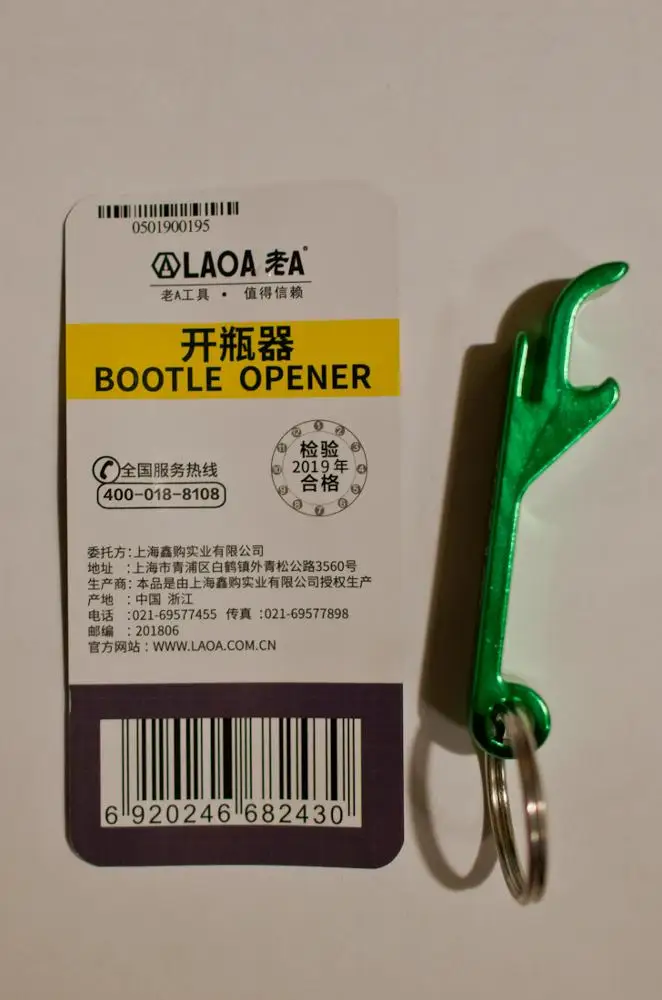 0501900195
LAOA 老A®
老A工具 · 值得信赖
开瓶器
BOOTLE OPENER
全国服务热线
400-018-8108
检验
2019年
合格
委托方:上海鑫购实业有限公司
地址 :上海市青浦区白鹤镇外青松公路3560号
生产商:本品是由上海鑫购实业有限公司授权生产
产地 :中国 浙江
电话 :021-69577455 传真 :021-69577898
邮编 :201806
官方网站:WWW.LAOA.COM.CN
6 920246 682430